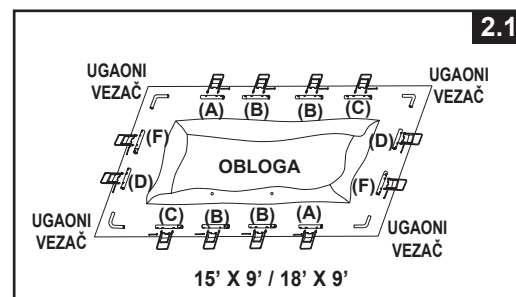 2.1
UGAONI
VEZAČ
UGAONI
VEZAČ
(A) (B) (B) (C)
(F) (D)
OBLOGA
(D) (F)
(C) (B) (B) (A)
UGAONI
VEZAČ
UGAONI
VEZAČ
15’ X 9’ / 18’ X 9’